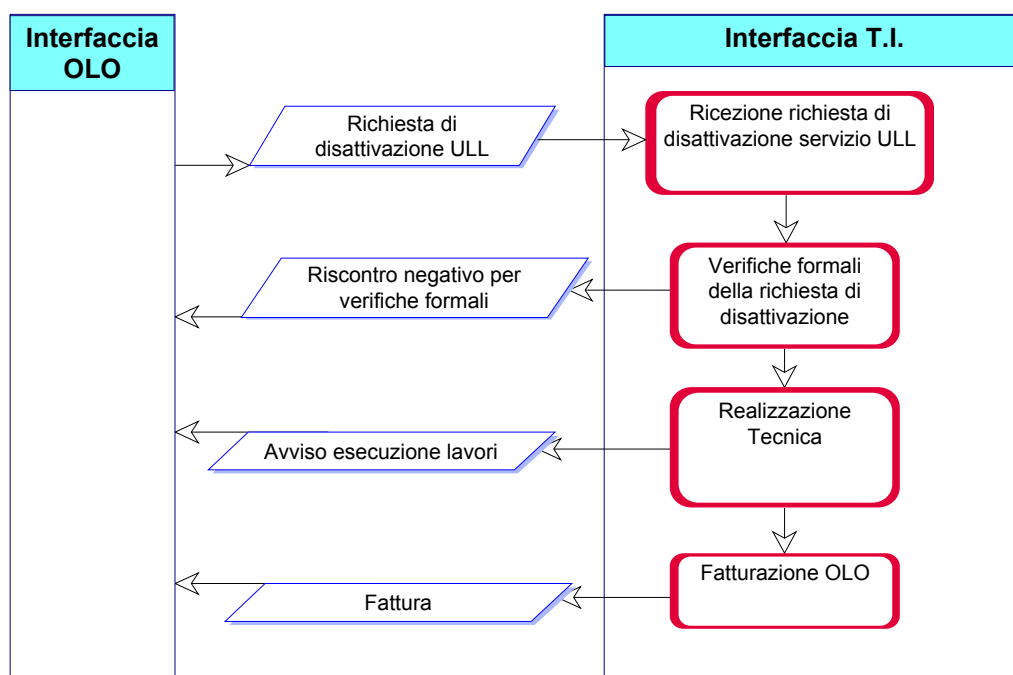 Interfaccia
OLO
Interfaccia T.I.
Richiesta di
disattivazione ULL
Ricezione richiesta di
disattivazione servizio ULL
Riscontro negativo per
verifiche formali
Verifiche formali
della richiesta di
disattivazione
Realizzazione
Tecnica
Avviso esecuzione lavori
Fatturazione OLO
Fattura